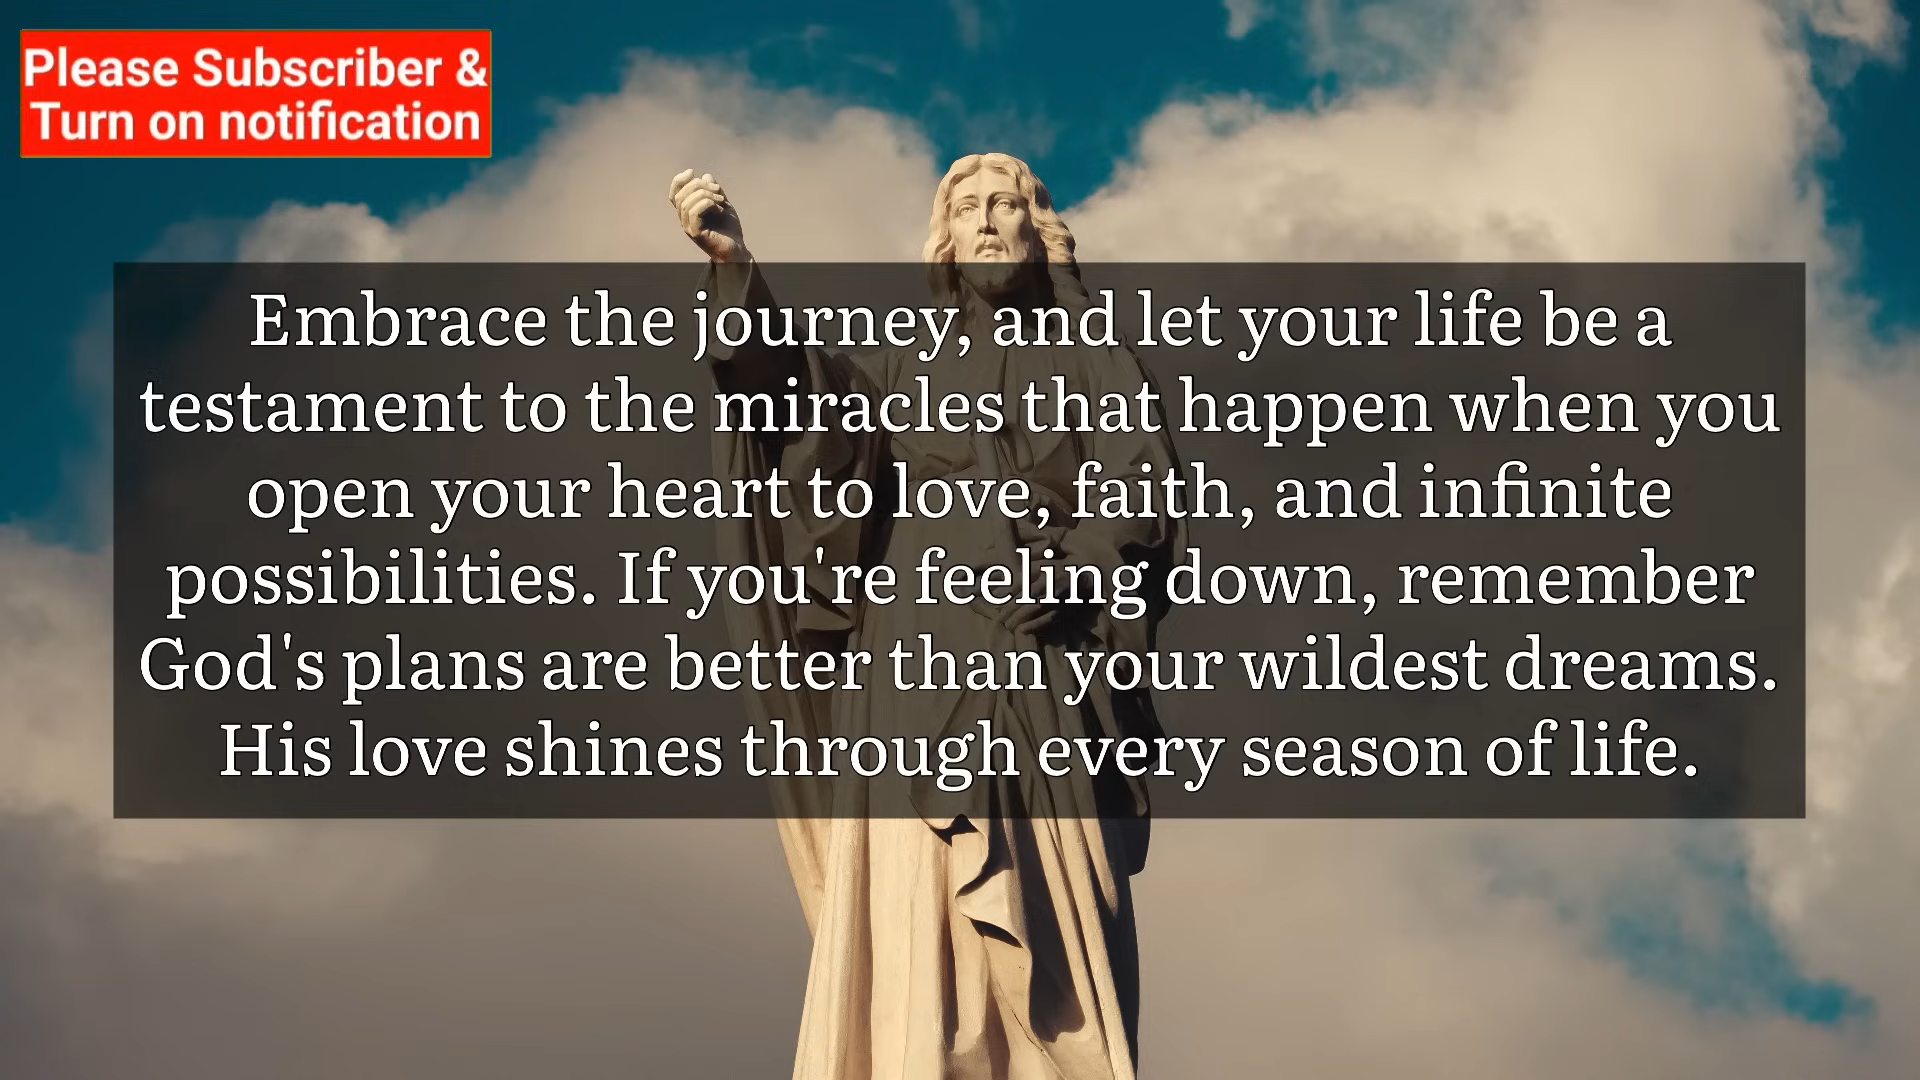 Please Subscriber &
Turn on notification
Embrace the journey, and let your life be a
testament to the miracles that happen when you
open your heart to love, faith, and infinite
possibilities. If you're feeling down, remember
God's plans are better than your wildest dreams.
His love shines through every season of life.